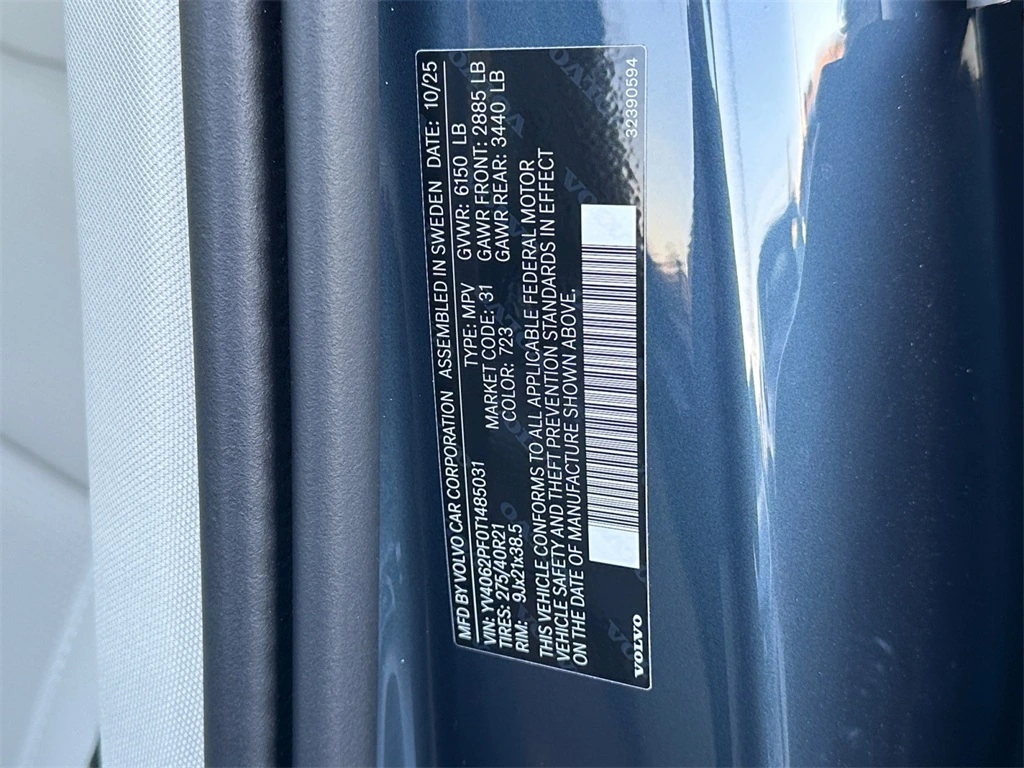 MFD BY VOLVO CAR CORPORATION ASSEMBLED IN SWEDEN DATE: 10/25
VIN: YV4062PF0T1485031 TYPE: MPV GVWR: 6150 LB
TIRES: 275/40R21 MARKET CODE: 31 GAWR FRONT: 2885 LB
RIM: 9Jx21x38.5 COLOR: 723 GAWR REAR: 3440 LB
THIS VEHICLE CONFORMS TO ALL APPLICABLE FEDERAL MOTOR
VEHICLE SAFETY AND THEFT PREVENTION STANDARDS IN EFFECT
ON THE DATE OF MANUFACTURE SHOWN ABOVE.
VOLVO 32390594